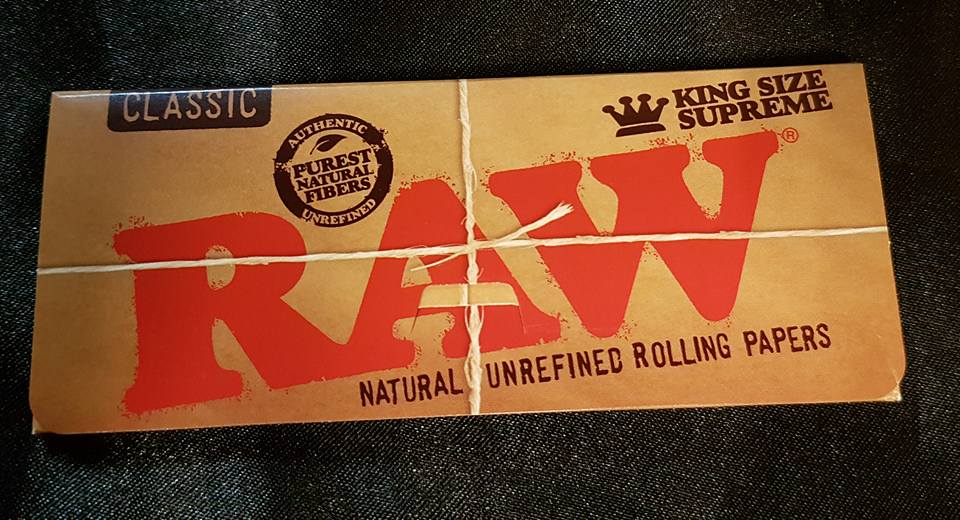 CLASSIC
KING SIZE
SUPREME
AUTHENTIC
PUREST
NATURAL
FIBERS
UNREFINED
RAW®
NATURAL UNREFINED ROLLING PAPERS